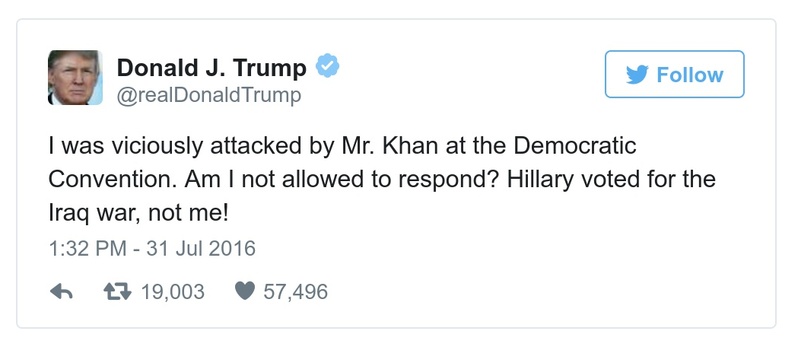 Donald J. Trump
@realDonaldTrump
Follow
I was viciously attacked by Mr. Khan at the Democratic
Convention. Am I not allowed to respond? Hillary voted for the
Iraq war, not me!
1:32 PM - 31 Jul 2016
19,003 57,496